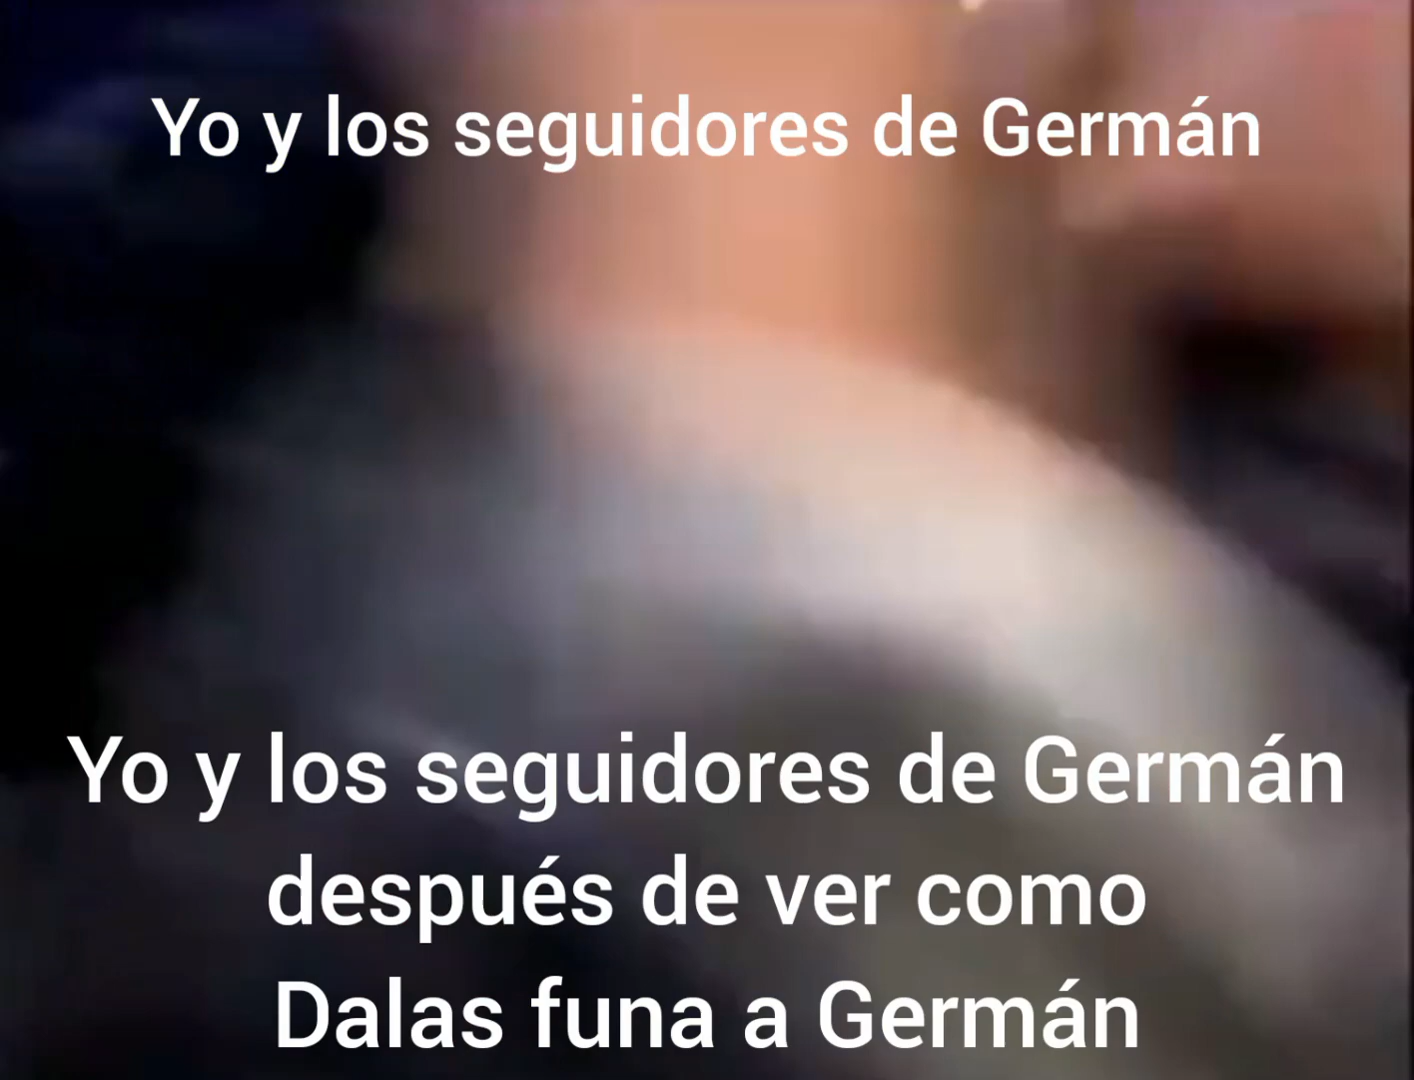 Yo y los seguidores de Germán
Yo y los seguidores de Germán
después de ver como
Dalas funa a Germán